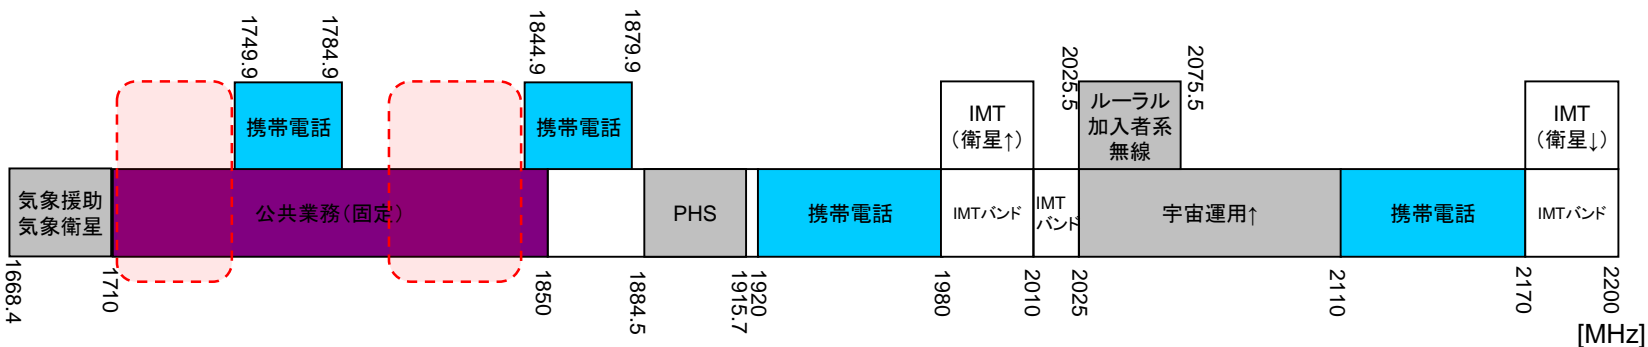 1749.9
1784.9
1844.9
1879.9
2025.5
2075.5
携帯電話
携帯電話
IMT
（衛星↑）
ルーラル
加入者系
無線
IMT
（衛星↓）
気象援助
気象衛星
公共業務（固定）
PHS
携帯電話
IMTバンド
IMT
バンド
宇宙運用↑
携帯電話
IMTバンド
1668.4
1710
1850
1884.5
1915.7
1920
1980
2010
2025
2110
2170
2200
[MHz]